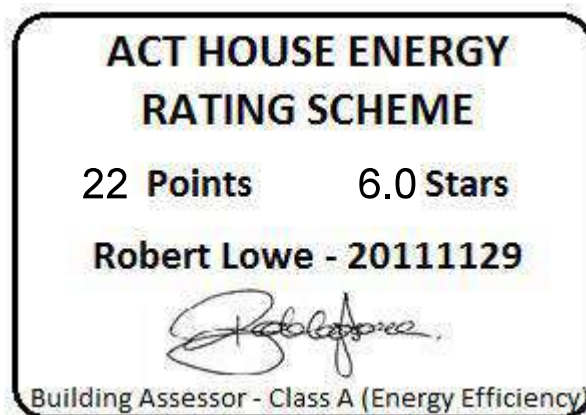 ACT HOUSE ENERGY
RATING SCHEME
22 Points 6.0 Stars
Robert Lowe - 20111129
Building Assessor - Class A (Energy Efficiency)